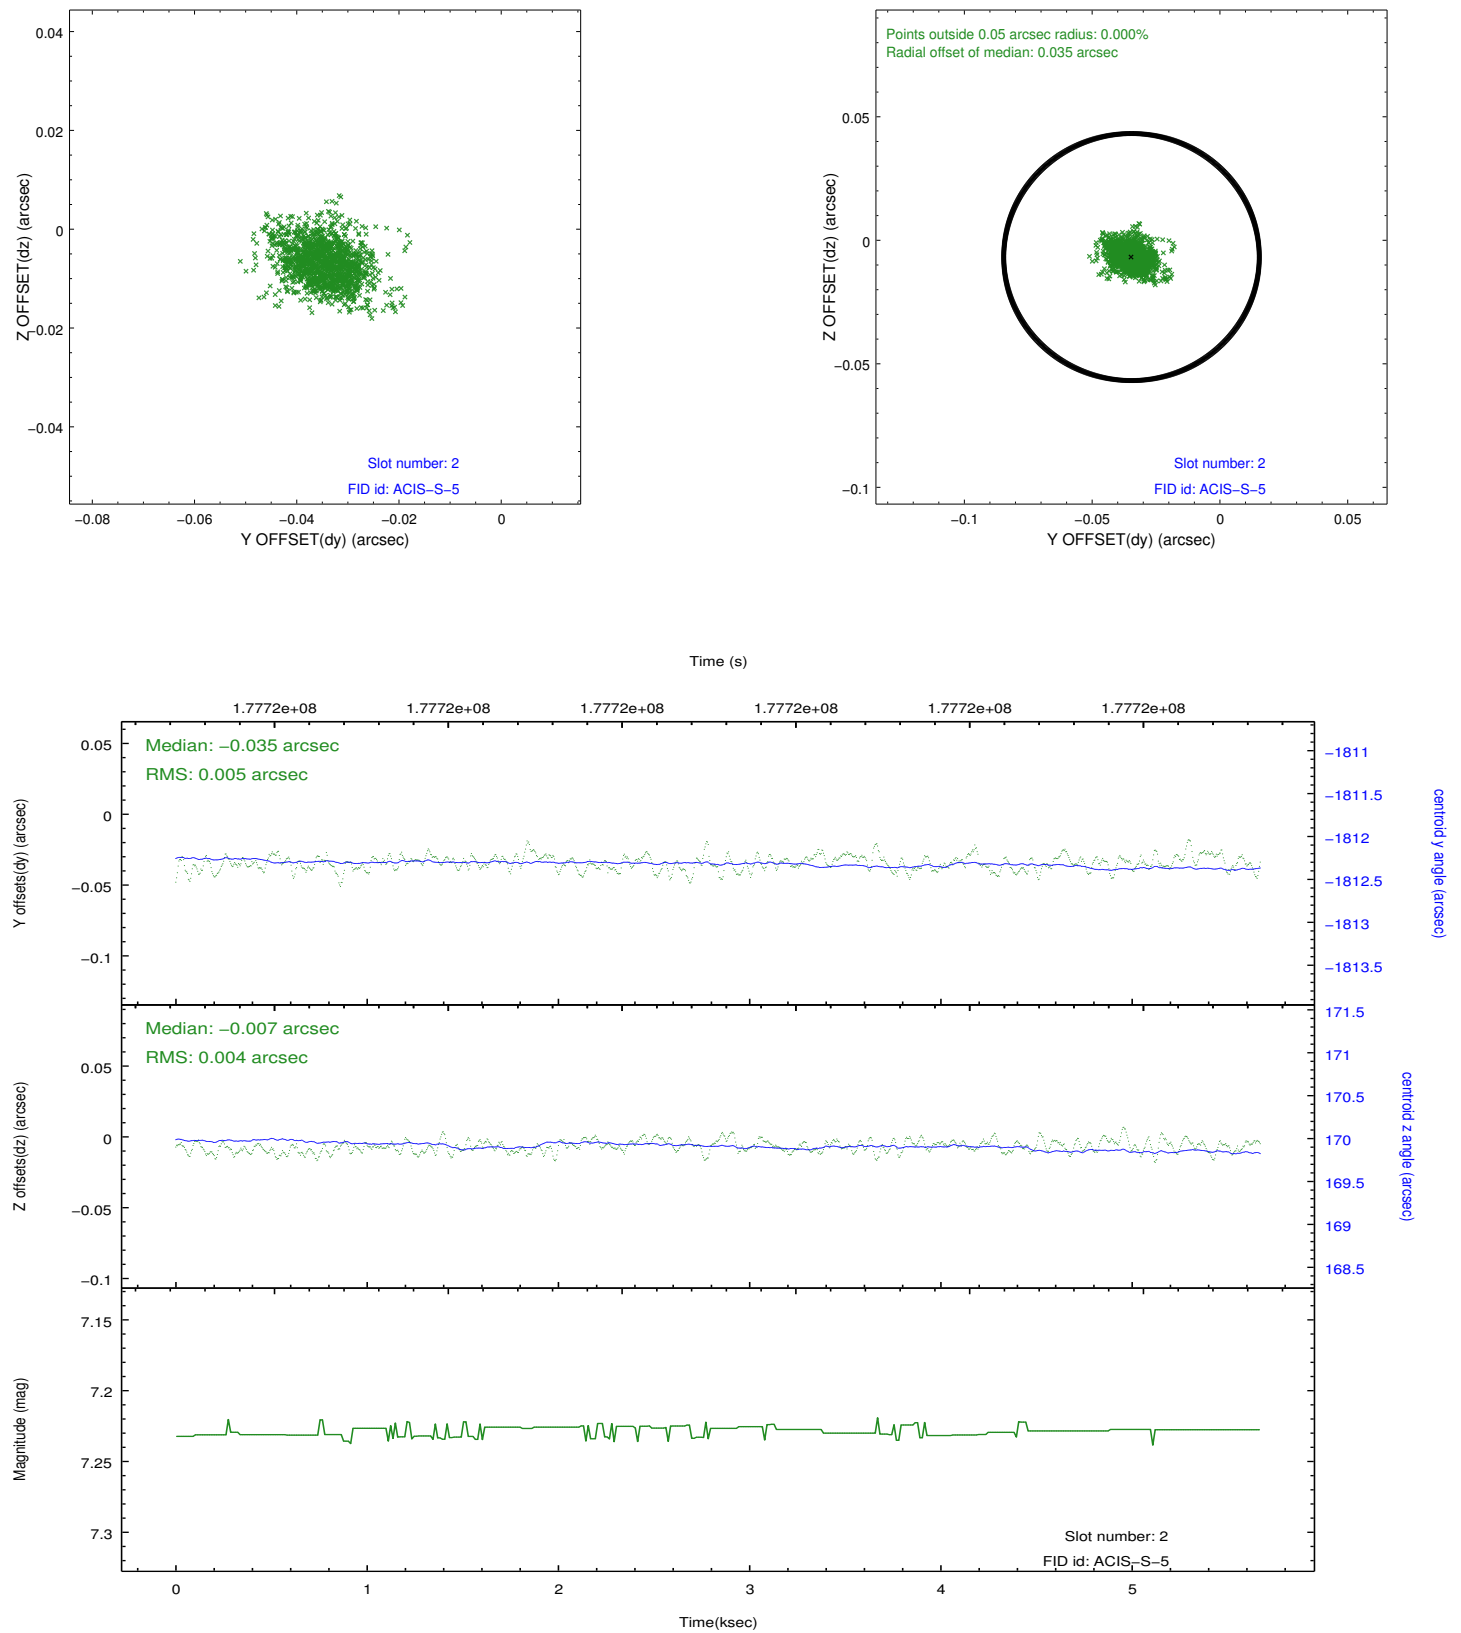 0.04
0.02
0
−0.02
−0.04
Z OFFSET(dz) (arcsec)
Slot number: 2
FID id: ACIS−S−5
−0.08
−0.06
−0.04
−0.02
0
Y OFFSET(dy) (arcsec)
Points outside 0.05 arcsec radius: 0.000%
Radial offset of median: 0.035 arcsec
0.05
0
−0.05
−0.1
Z OFFSET(dz) (arcsec)
Slot number: 2
FID id: ACIS−S−5
−0.1
−0.05
0
0.05
Y OFFSET(dy) (arcsec)
Time (s)
1.7772e+08
1.7772e+08
1.7772e+08
1.7772e+08
1.7772e+08
1.7772e+08
Median: −0.035 arcsec
RMS: 0.005 arcsec
0.05
0
−0.05
−0.1
Y offsets(dy) (arcsec)
−1811
−1811.5
−1812
−1812.5
−1813
−1813.5
centroid y angle (arcsec)
Median: −0.007 arcsec
RMS: 0.004 arcsec
0.05
0
−0.05
−0.1
Z offsets(dz) (arcsec)
171.5
171
170.5
170
169.5
169
168.5
centroid z angle (arcsec)
7.15
7.2
7.25
7.3
Magnitude (mag)
Slot number: 2
FID id: ACIS−S−5
0
1
2
3
4
5
Time(ksec)